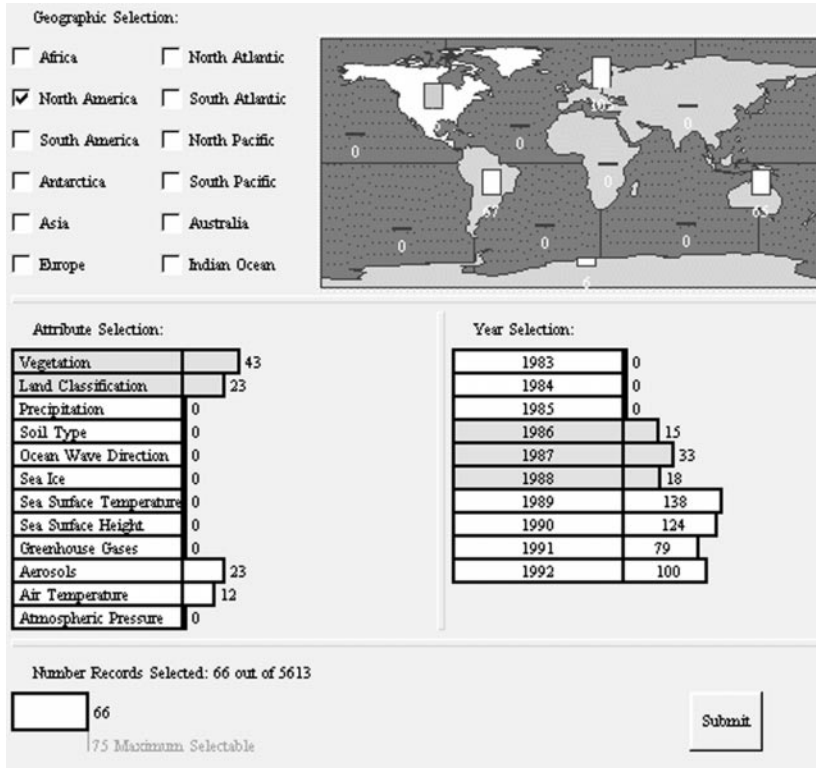 Geographic Selection:
Africa
North Atlantic
North America
South Atlantic
South America
North Pacific
Antarctica
South Pacific
Asia
Australia
Europe
Indian Ocean
0
0
0
0
67
65
0
0
0
6
Attribute Selection:
Vegetation 43
Land Classification 23
Precipitation 0
Soil Type 0
Ocean Wave Direction 0
Sea Ice 0
Sea Surface Temperature 0
Sea Surface Height 0
Greenhouse Gases 0
Aerosols 23
Air Temperature 12
Atmospheric Pressure 0
Year Selection:
1983 0
1984 0
1985 0
1986 15
1987 33
1988 18
1989 138
1990 124
1991 79
1992 100
Number Records Selected: 66 out of 5613
66
75 Maximum Selectable
Submit